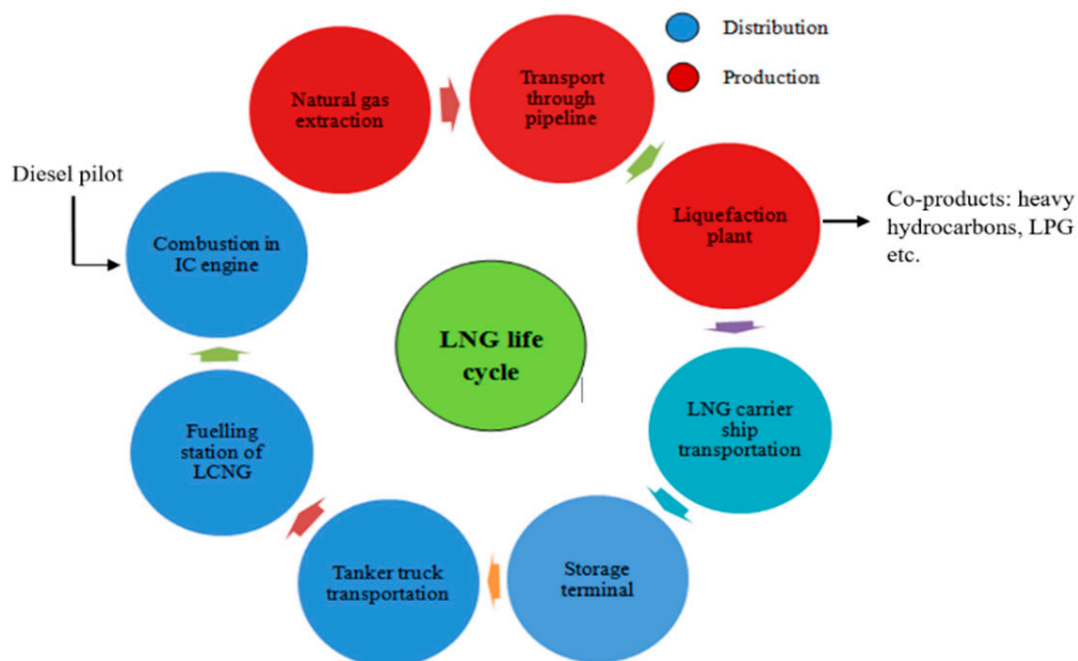 Distribution
Production
Natural gas
extraction
Transport
through
pipeline
Diesel pilot
Liquefaction
plant
Co-products: heavy
hydrocarbons, LPG
etc.
Combustion in
IC engine
LNG life
cycle
LNG carrier
ship
transportation
Fuelling
station of
LCNG
Tanker truck
transportation
Storage
terminal